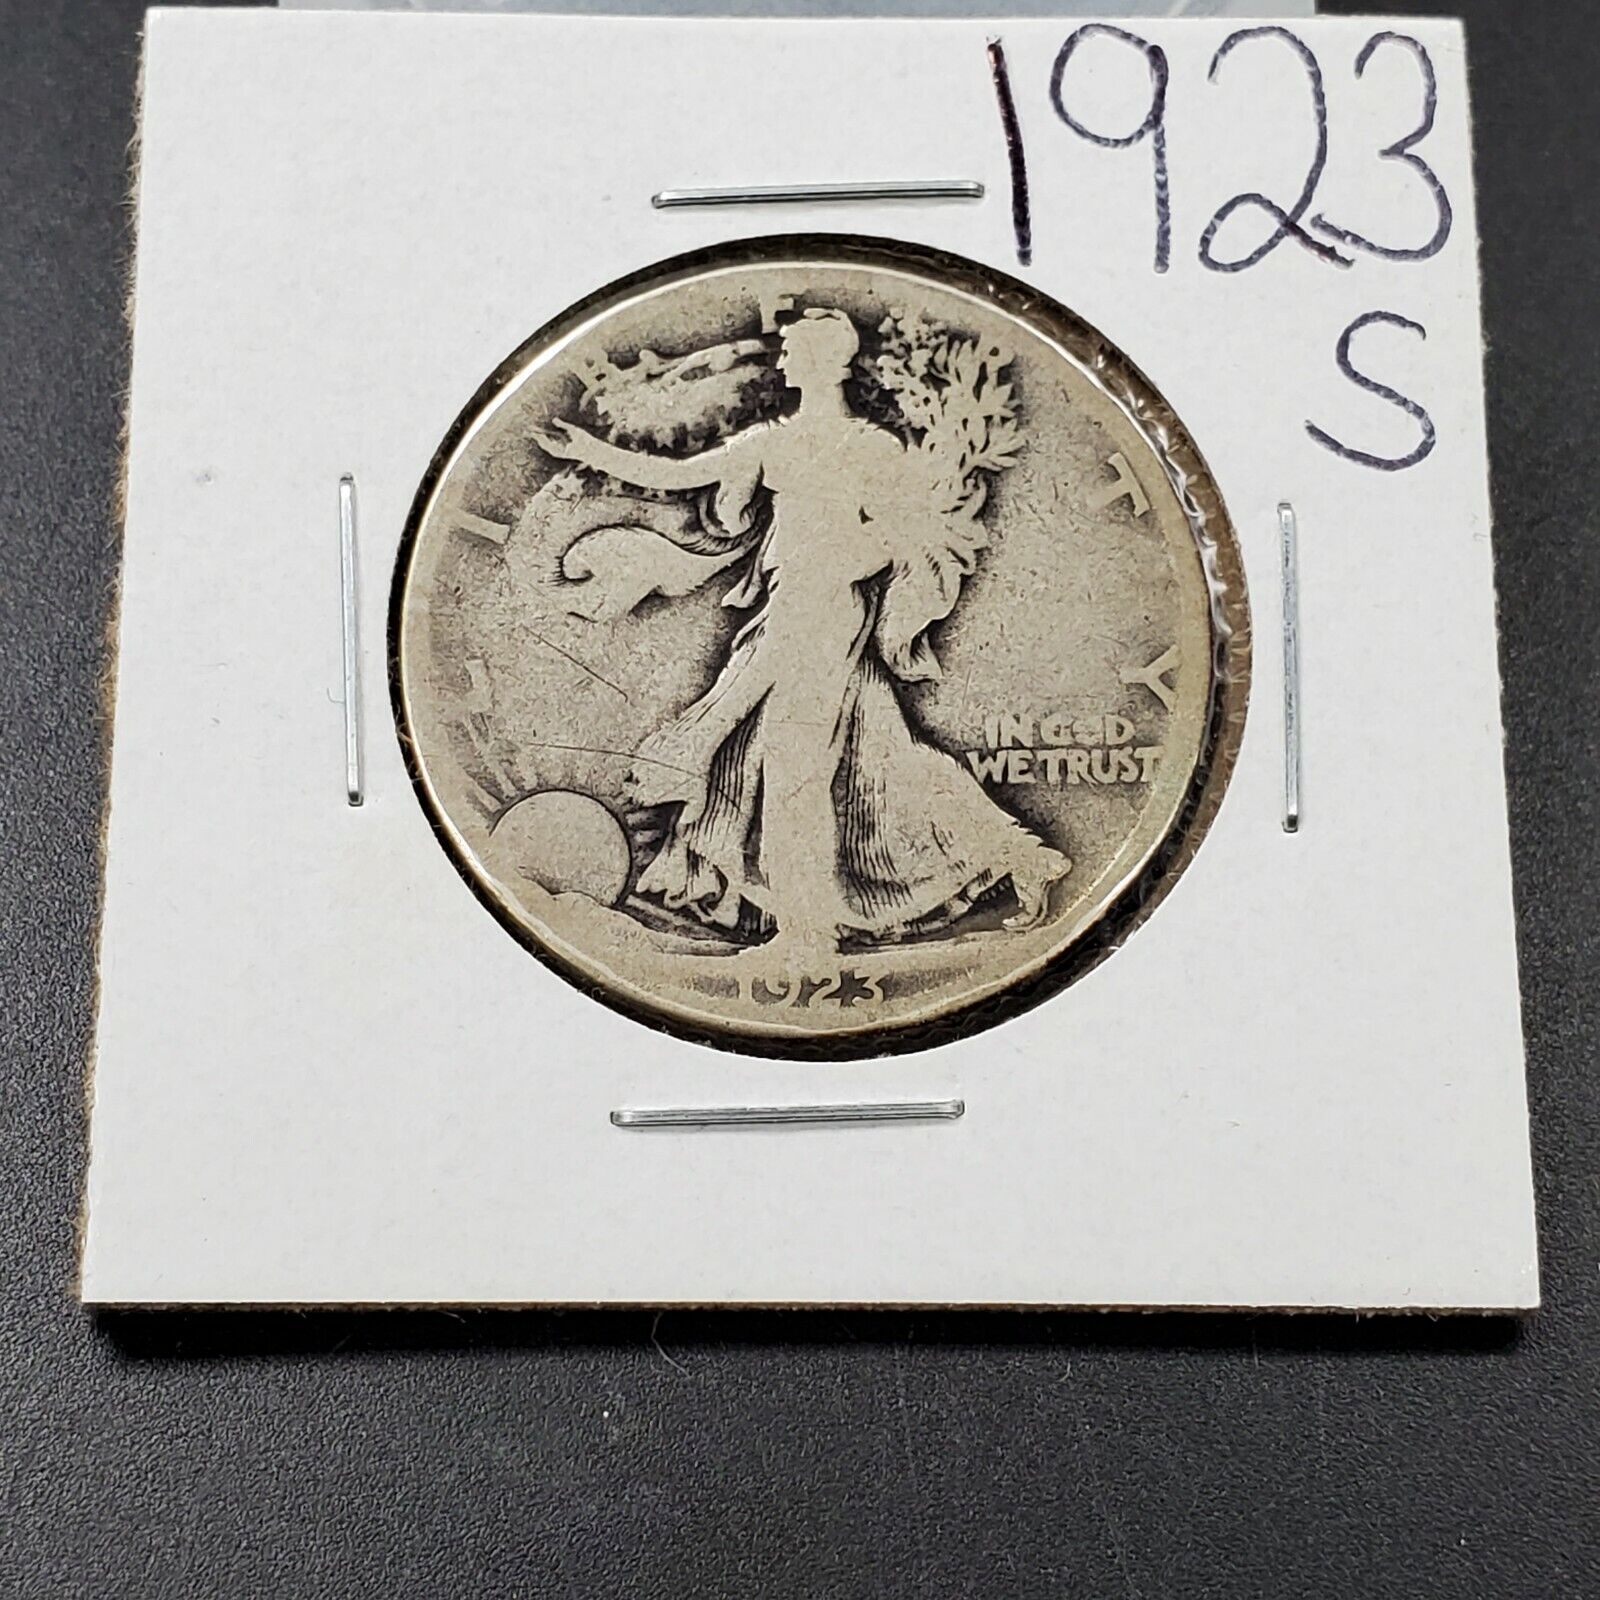 1923
S
LIBERTY
IN GOD
WE TRUST
1923